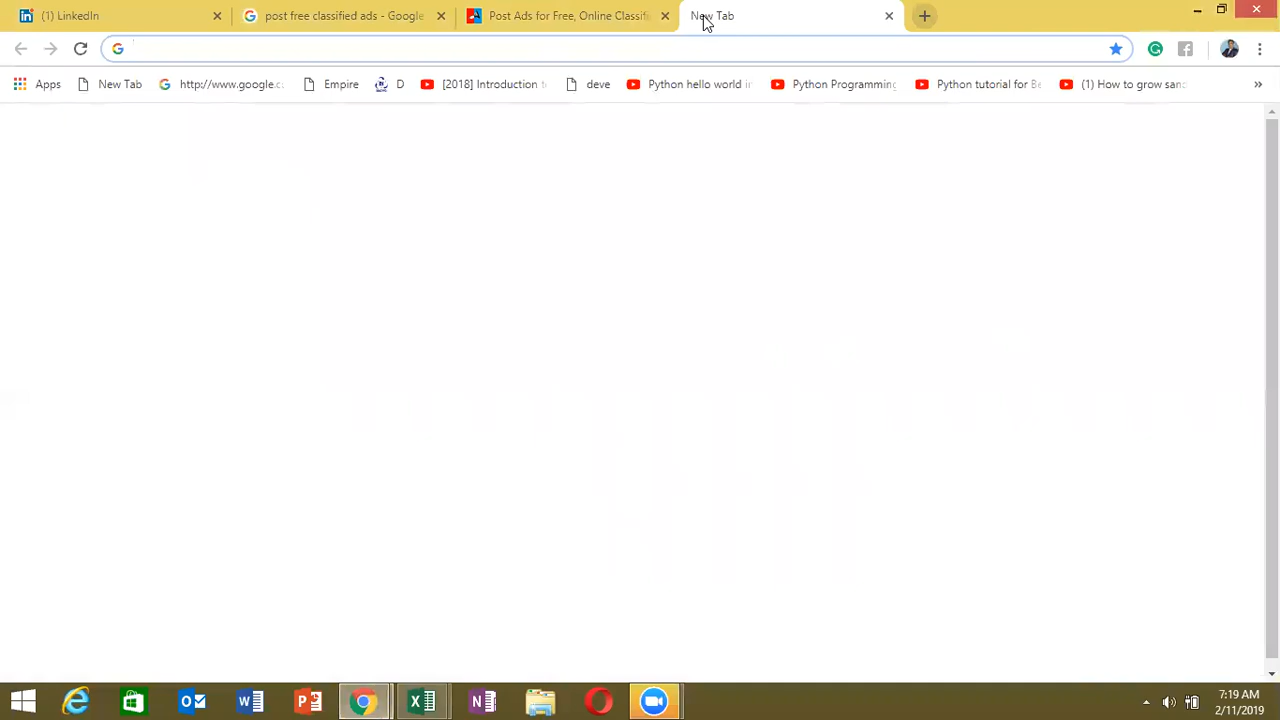 (1) LinkedIn
post free classified ads - Google
Post Ads for Free, Online Classifi
New Tab
Apps
New Tab
http://www.google.c
Empire
D
[2018] Introduction t
deve
Python hello world i
Python Programming
Python tutorial for Be
(1) How to grow sand
7:19 AM
2/11/2019